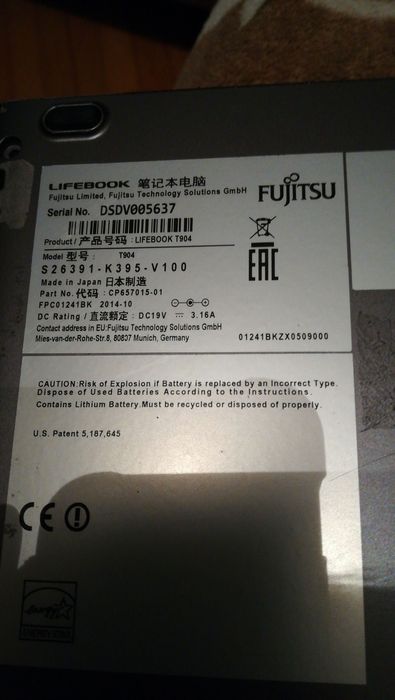 LIFEBOOK 笔记本电脑
Fujitsu Limited, Fujitsu Technology Solutions GmbH
FUJITSU
Serial No. DSDV005637
Product/产品号码: LIFEBOOK T904
Model 型号: T904
S26391-K395-V100
Made in Japan 日本制造
Part No. 代码: CP657015-01
FPC01241BK 2014-10
DC Rating / 直流额定: DC19V ⎓ 3.16A
Contact address in EU:Fujitsu Technology Solutions GmbH
Mies-van-der-Rohe-Str.8, 80807 Munich, Germany
EAC
01241BKZX0509000
CAUTION:Risk of Explosion if Battery is replaced by an Incorrect Type.
Dispose of Used Batteries According to the Instructions.
Contains Lithium Battery.Must be recycled or disposed of properly.
U.S. Patent 5,187,645
CE
energy
ENERGY STAR